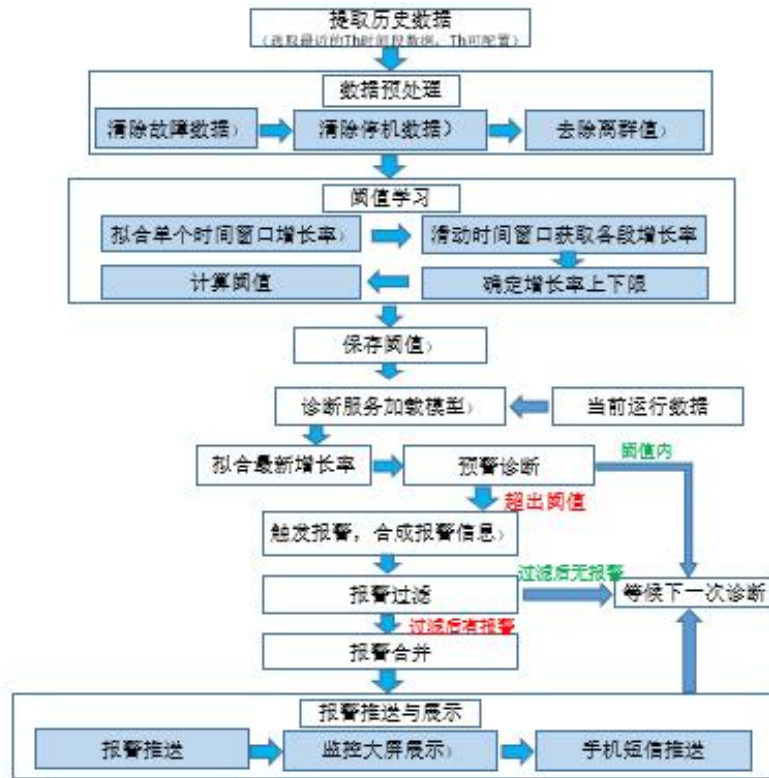 提取历史数据
（选取最近的Th时间段数据，Th可配置）
数据预处理
清除故障数据）
清除停机数据）
去除离群值）
阈值学习
拟合单个时间窗口增长率）
滑动时间窗口获取各段增长率
计算阈值
确定增长率上下限
保存阈值）
诊断服务加载模型）
当前运行数据
拟合最新增长率
预警诊断
阈值内
超出阈值
触发报警，合成报警信息）
报警过滤
过滤后无报警
等候下一次诊断
过滤后有报警
报警合并
报警推送与展示
报警推送
监控大屏展示）
手机短信推送